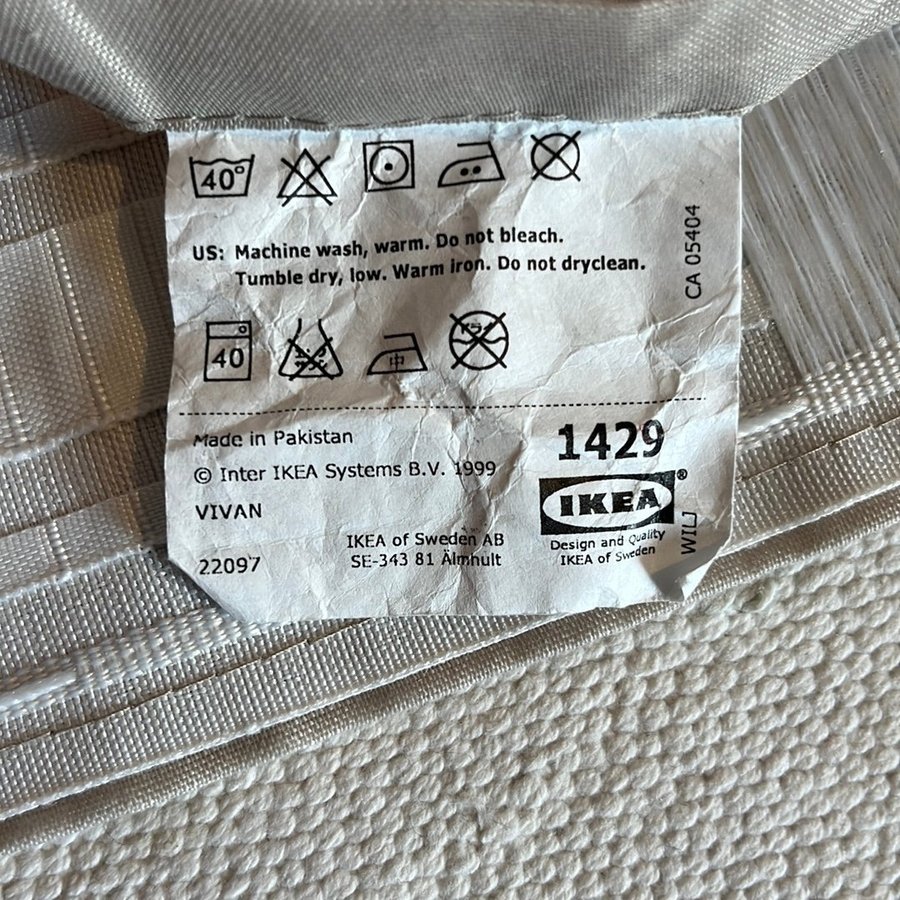 40°
US: Machine wash, warm. Do not bleach.
Tumble dry, low. Warm iron. Do not dryclean.
CA 05404
40
中
Made in Pakistan
© Inter IKEA Systems B.V. 1999
VIVAN
22097
IKEA of Sweden AB
SE-343 81 Älmhult
1429
IKEA®
Design and Quality
IKEA of Sweden
WILJ